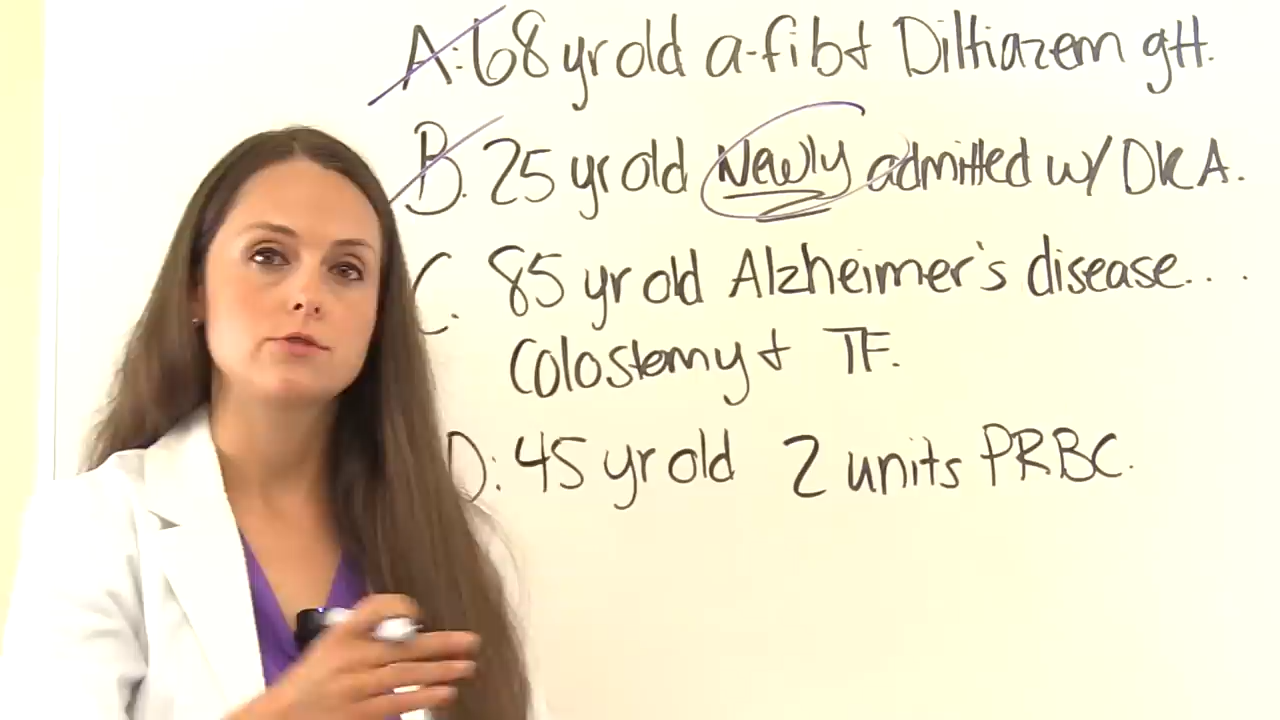 A: 68 yr old a-fib + Diltiazem gtt.
B. 25 yr old Newly admitted w/ DKA.
C. 85 yr old Alzheimer's disease...
Colostemy + TF.
D: 45 yr old 2 units PRBC.